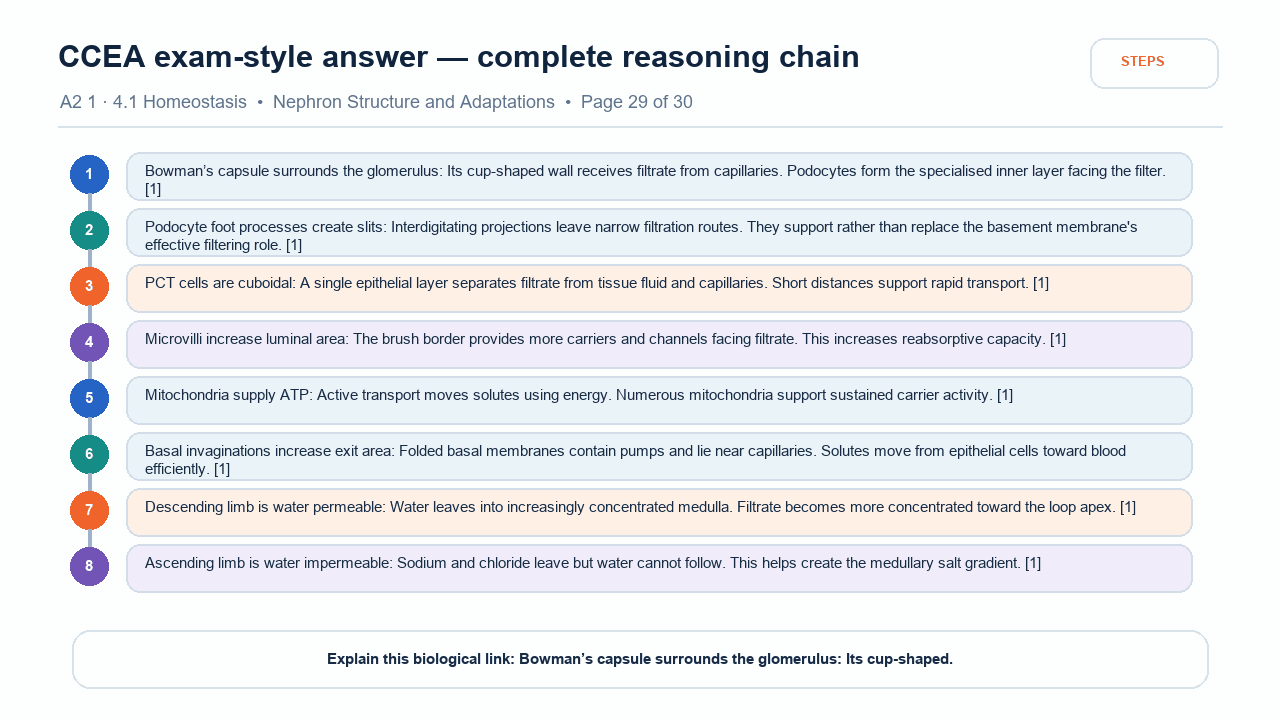 CCEA exam-style answer — complete reasoning chain
STEPS
A2 1 · 4.1 Homeostasis • Nephron Structure and Adaptations • Page 29 of 30
1
Bowman’s capsule surrounds the glomerulus: Its cup-shaped wall receives filtrate from capillaries. Podocytes form the specialised inner layer facing the filter.
[1]
2
Podocyte foot processes create slits: Interdigitating projections leave narrow filtration routes. They support rather than replace the basement membrane's
effective filtering role. [1]
3
PCT cells are cuboidal: A single epithelial layer separates filtrate from tissue fluid and capillaries. Short distances support rapid transport. [1]
4
Microvilli increase luminal area: The brush border provides more carriers and channels facing filtrate. This increases reabsorptive capacity. [1]
5
Mitochondria supply ATP: Active transport moves solutes using energy. Numerous mitochondria support sustained carrier activity. [1]
6
Basal invaginations increase exit area: Folded basal membranes contain pumps and lie near capillaries. Solutes move from epithelial cells toward blood
efficiently. [1]
7
Descending limb is water permeable: Water leaves into increasingly concentrated medulla. Filtrate becomes more concentrated toward the loop apex. [1]
8
Ascending limb is water impermeable: Sodium and chloride leave but water cannot follow. This helps create the medullary salt gradient. [1]
Explain this biological link: Bowman’s capsule surrounds the glomerulus: Its cup-shaped.